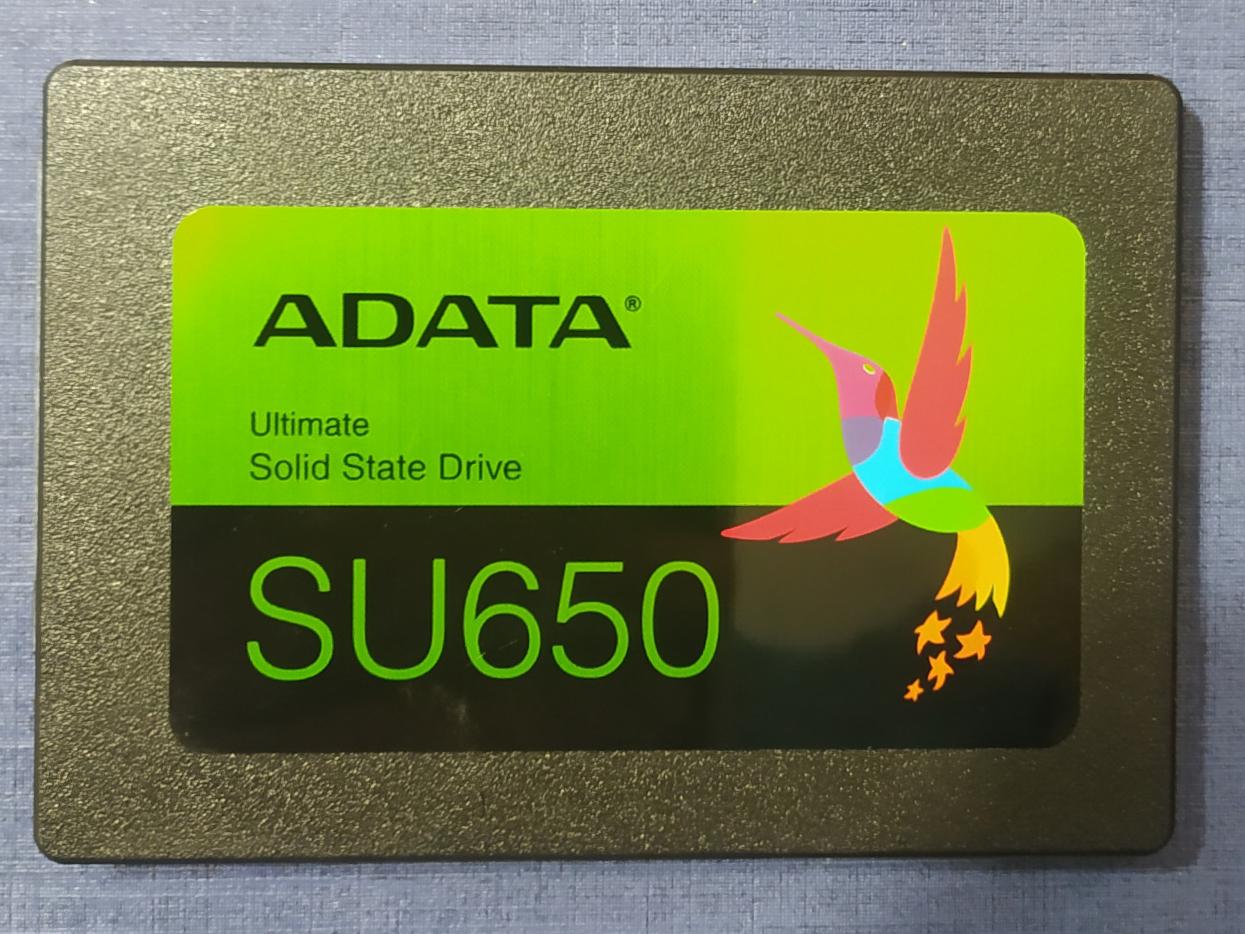 ADATA®
Ultimate
Solid State Drive
SU650